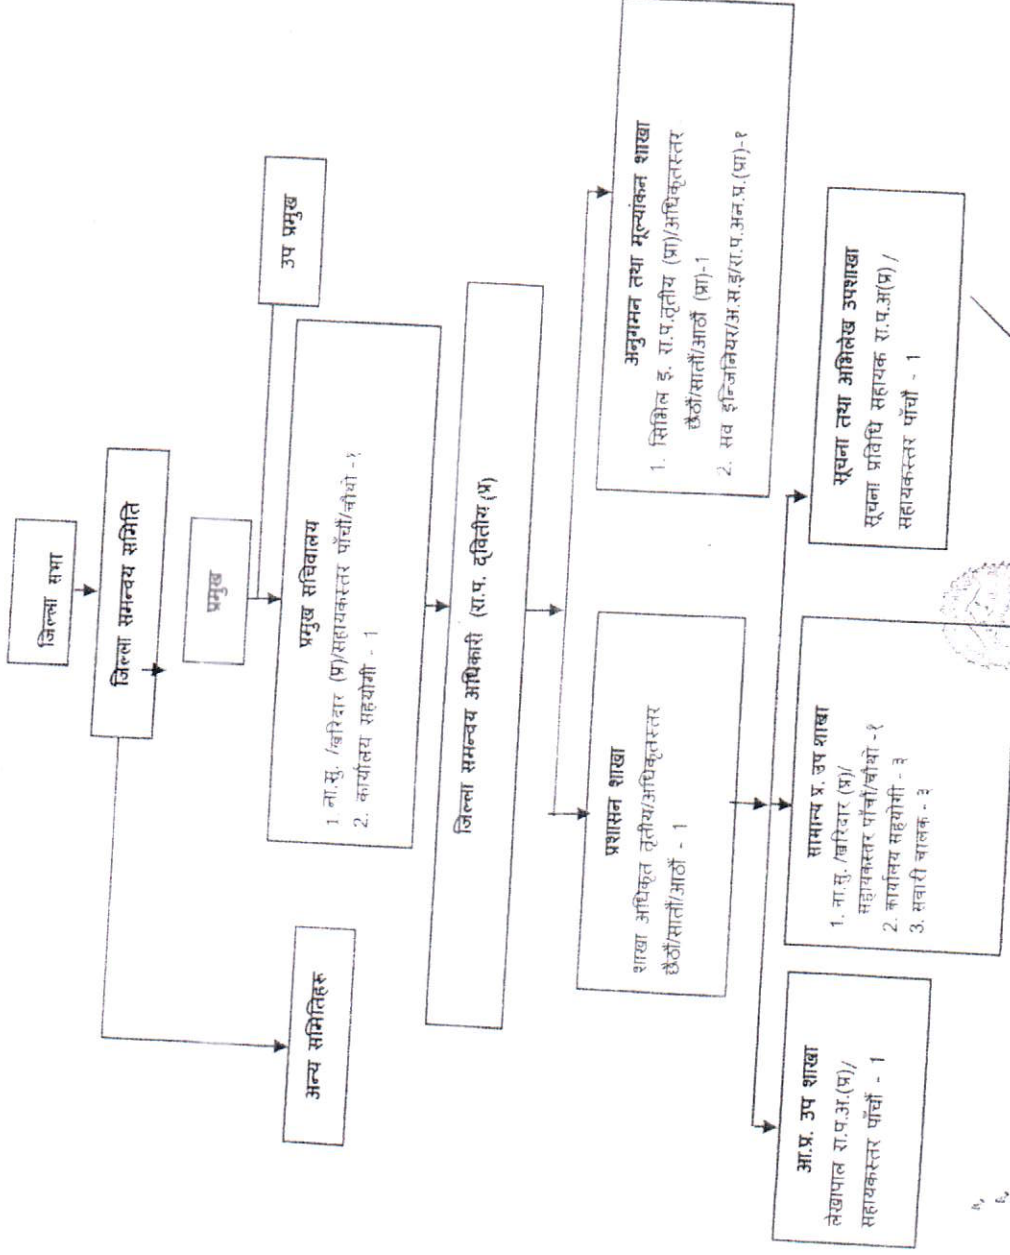 जिल्ला सभा
जिल्ला समन्वय समिति
प्रमुख
उप प्रमुख
प्रमुख सचिवालय
1 ना.सु. /खरिदार (प्र)/सहायकस्तर पाँचौं/चौथो -१
2. कार्यालय सहयोगी - 1
अन्य समितिहरू
जिल्ला समन्वय अधिकारी (रा.प. द्वितीय (प्र)
प्रशासन शाखा
शाखा अधिकृत तृतीय/अधिकृतस्तर
छैठौं/सातौं/आठौं - 1
अनुगमन तथा मूल्यांकन शाखा
1. सिभिल इ. रा.प.तृतीय (प्रा)/अधिकृतस्तर
छैठौं/सातौं/आठौं (प्रा)-1
2. सव इन्जिनियर/अ.स.इ/रा.प.अन.प्र.(प्रा)-१
आ.प्र. उप शाखा
लेखापाल रा.प.अ.(प्र)/
सहायकस्तर पाँचौं - 1
सामान्य प्र. उप शाखा
1. ना.सु. /खरिदार (प्र)/
सहायकस्तर पाँचौं/चौथो -१
2. कार्यालय सहयोगी - ३
3. सवारी चालक - ३
सूचना तथा अभिलेख उपशाखा
सूचना प्रविधि सहायक रा.प.अ(प्र) /
सहायकस्तर पाँचौं - 1